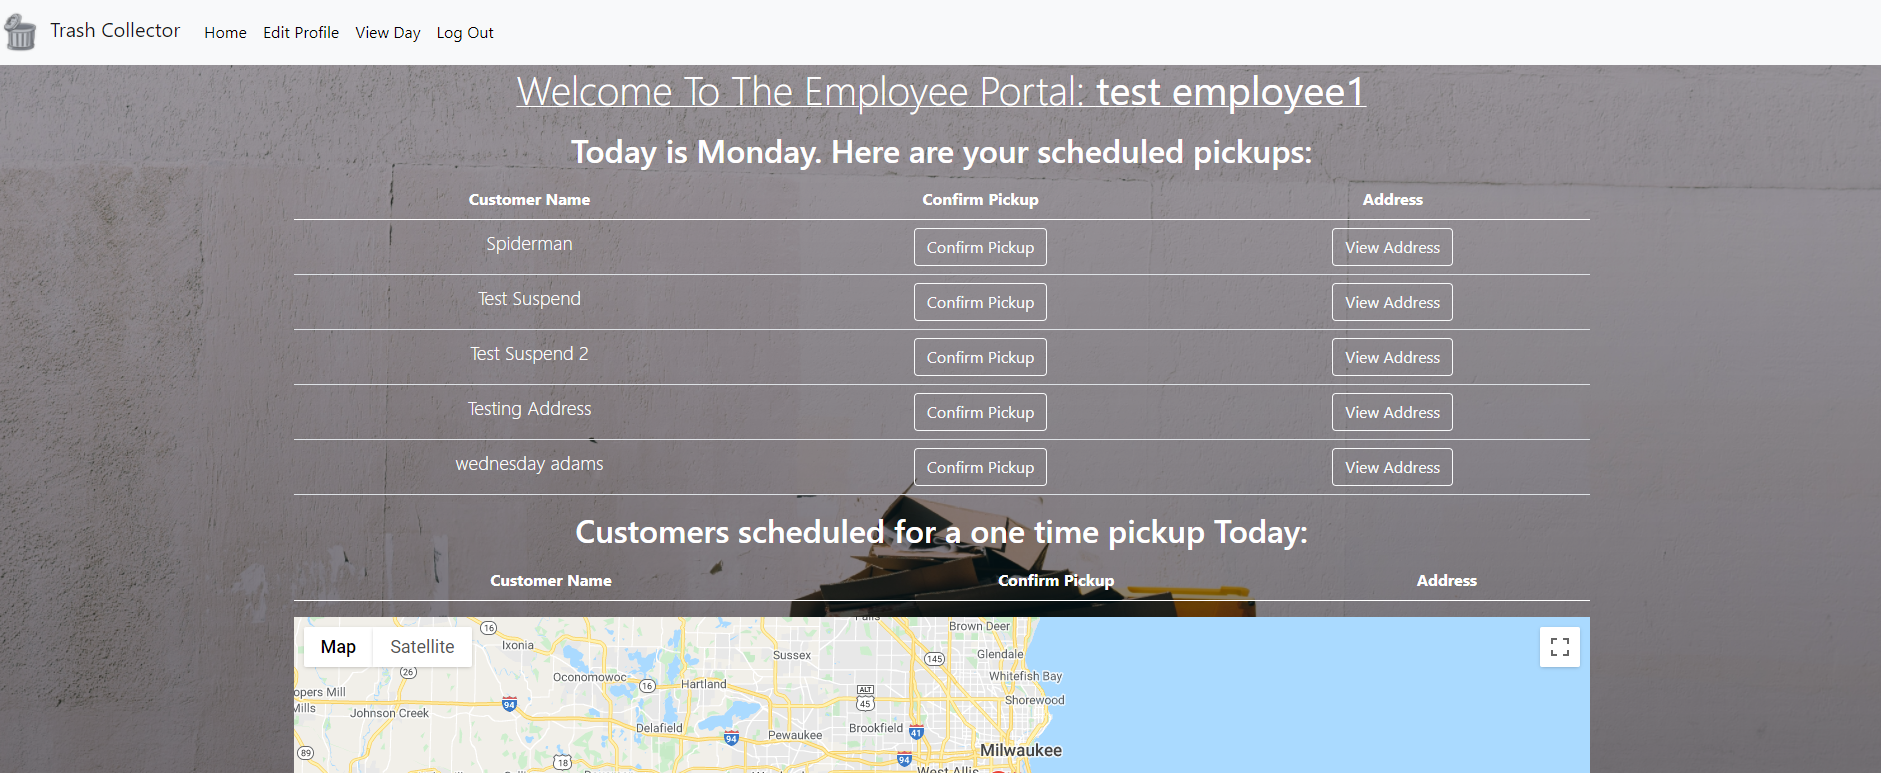 Trash Collector Home Edit Profile View Day Log Out
Welcome To The Employee Portal: test employee1
Today is Monday. Here are your scheduled pickups:
Customer Name Confirm Pickup Address
Spiderman Confirm Pickup View Address
Test Suspend Confirm Pickup View Address
Test Suspend 2 Confirm Pickup View Address
Testing Address Confirm Pickup View Address
wednesday adams Confirm Pickup View Address
Customers scheduled for a one time pickup Today:
Customer Name Confirm Pickup Address
Map Satellite
16
Brown Deer
Ixonia
Sussex
145
Glendale
26
Oconomowoc
16
Hartland
Whitefish Bay
opers Mill
Mills
ALT
45
Shorewood
94
Johnson Creek
Delafield
94
Pewaukee
Brookfield
41
89
18
94
Milwaukee
West Allis